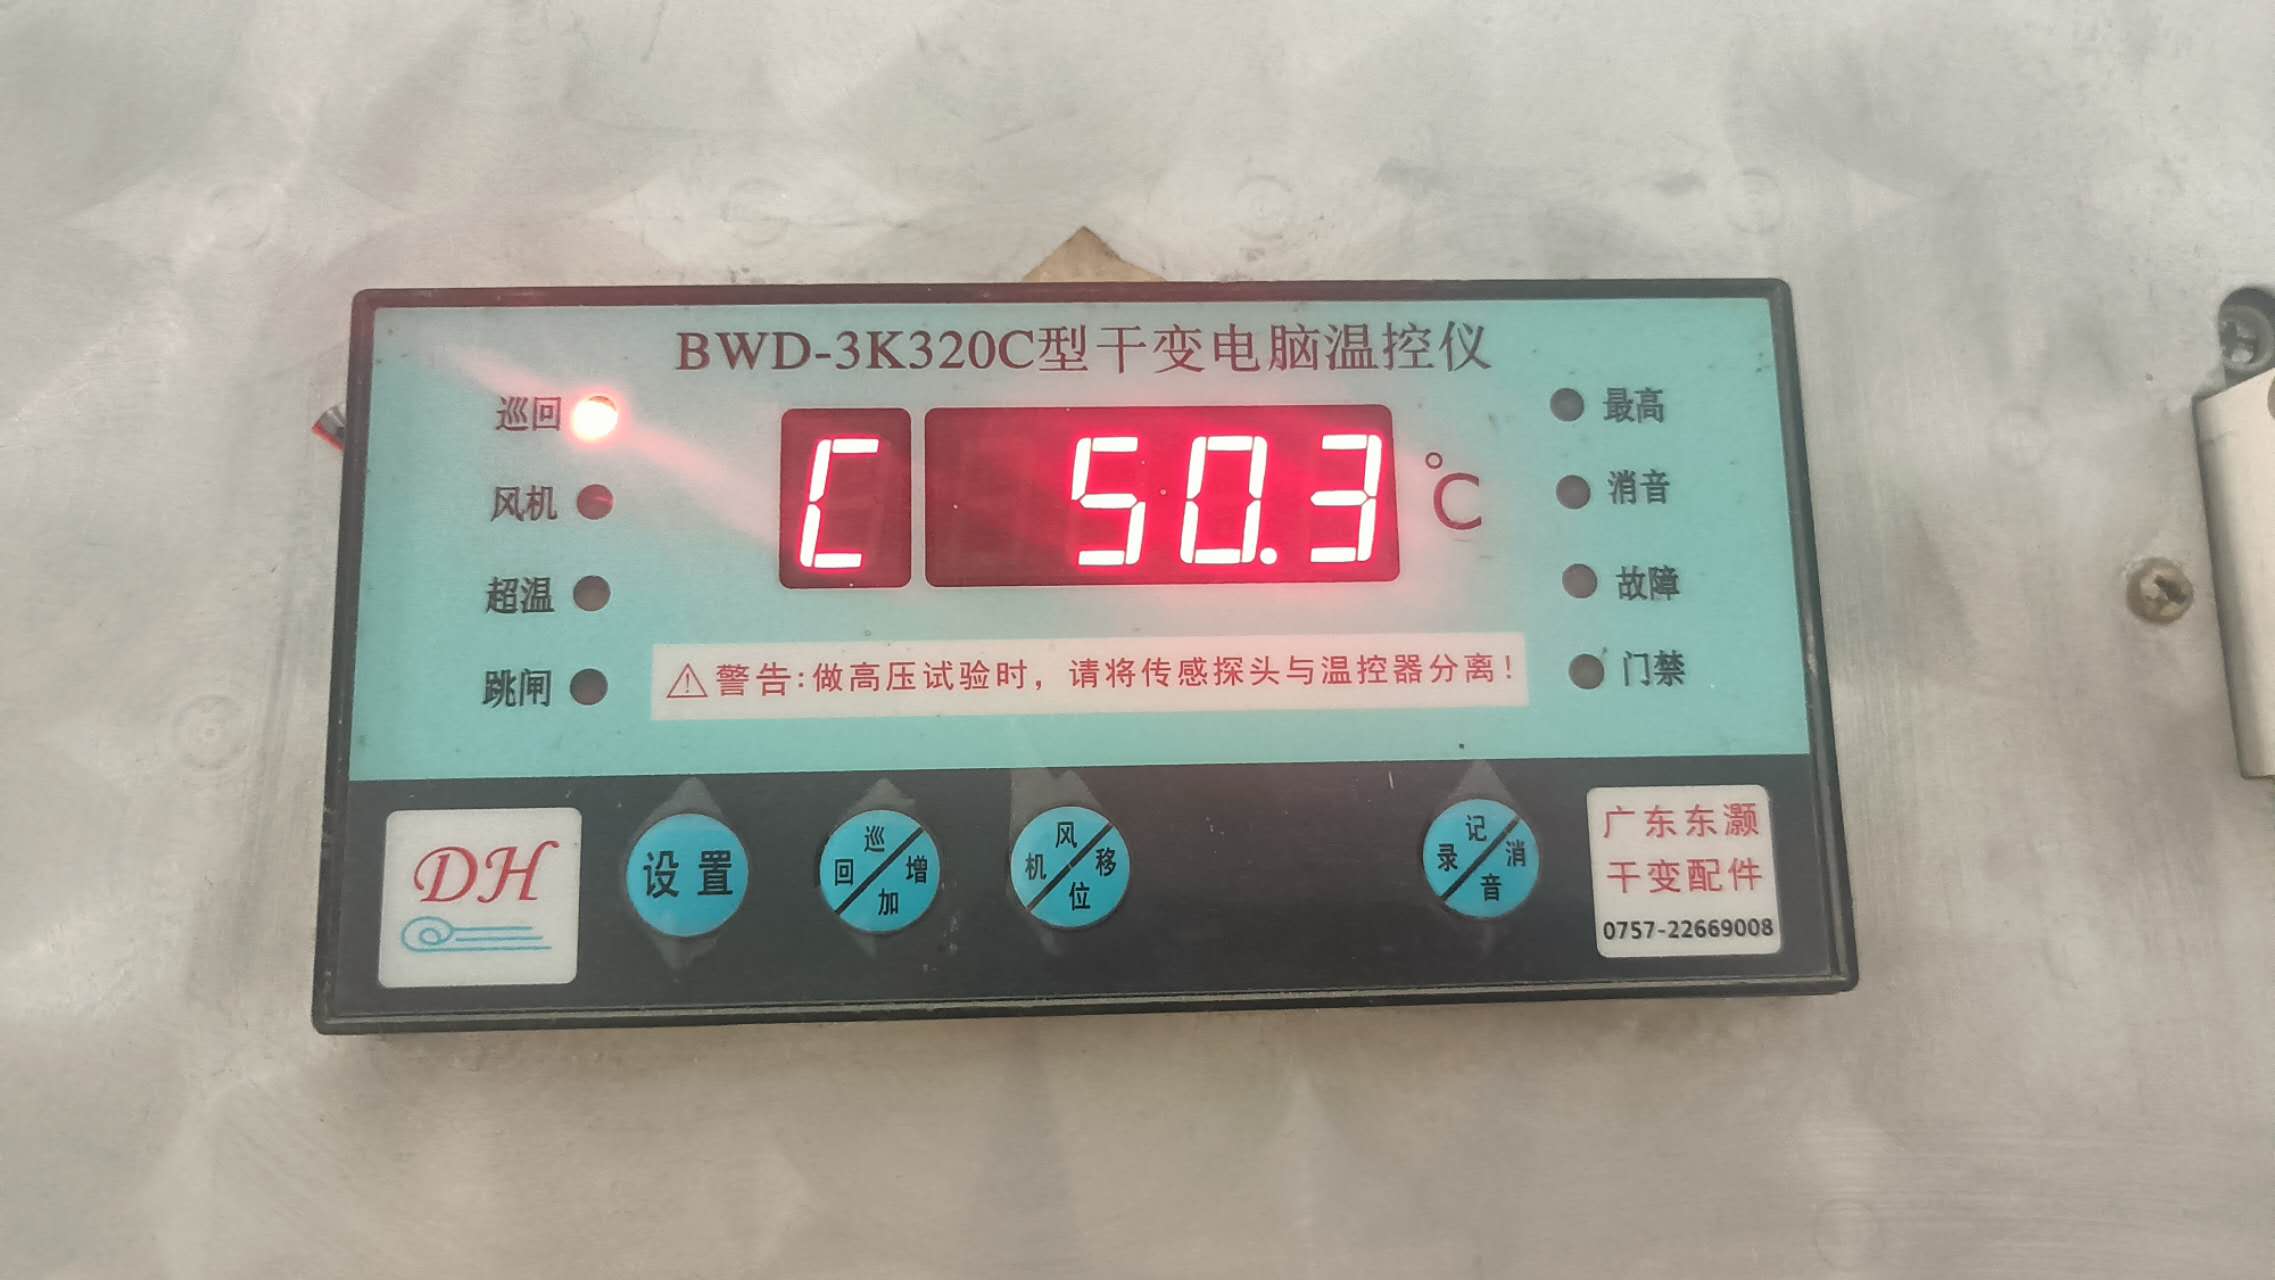 BWD-3K320C型干变电脑温控仪
巡回
风机
超温
跳闸
C 50.3 ℃
最高
消音
故障
门禁
⚠警告:做高压试验时，请将传感探头与温控器分离!
DH
设置
巡回/增加
风机/移位
记录/消音
广东东灏
干变配件
0757-22669008